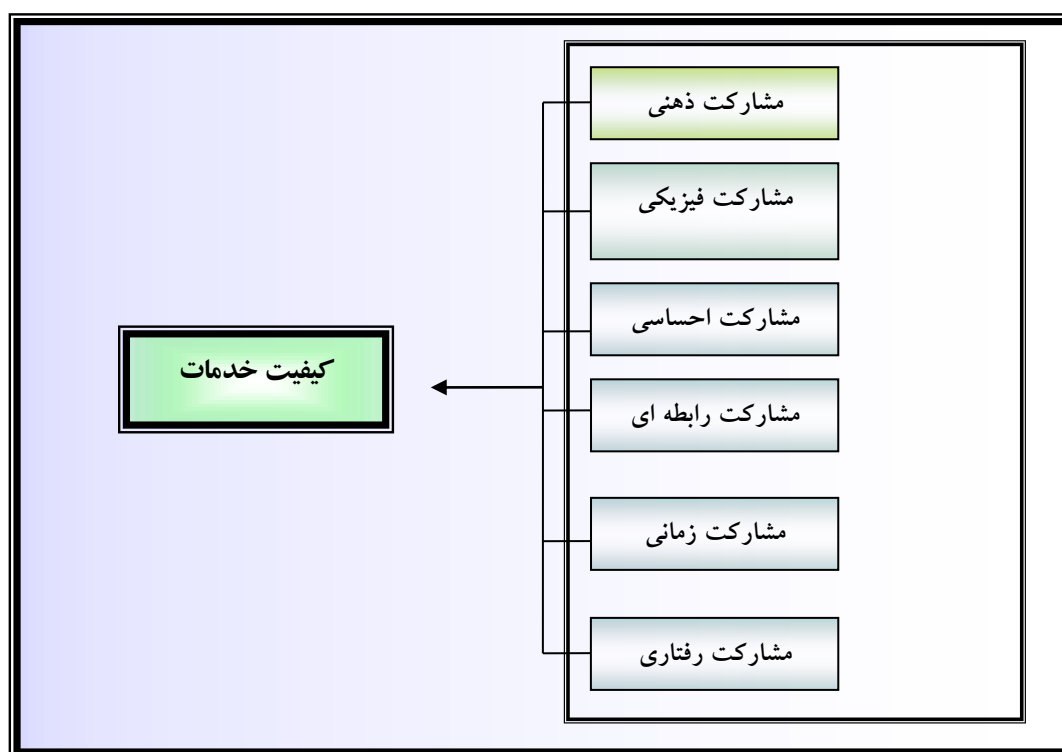 مشارکت ذهنی
مشارکت فیزیکی
مشارکت احساسی
مشارکت رابطه ای
مشارکت زمانی
مشارکت رفتاری
کیفیت خدمات